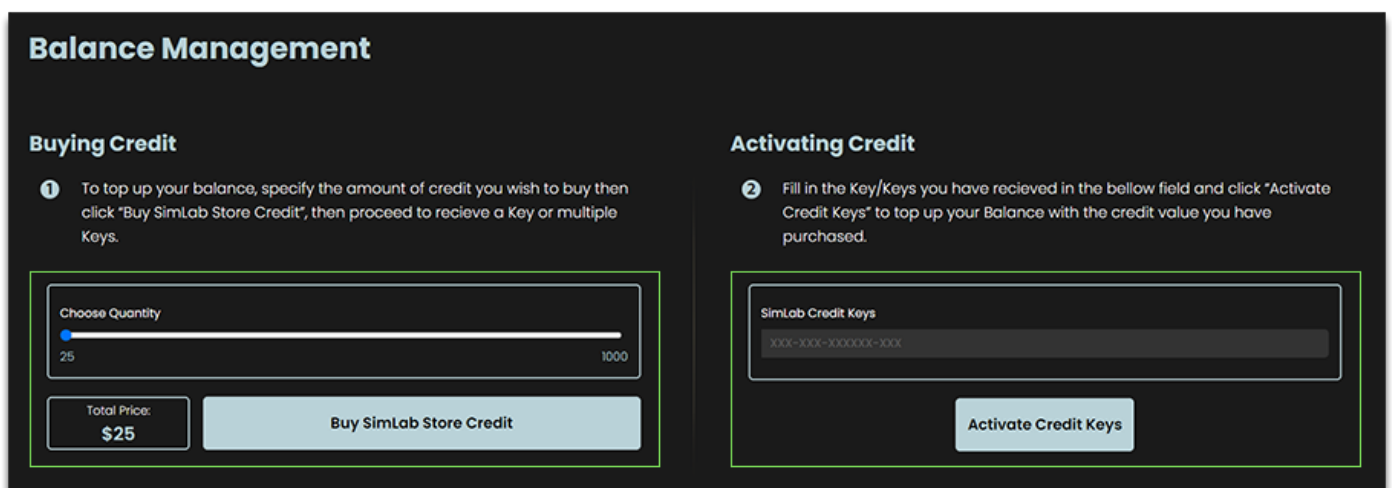 Balance Management
Buying Credit
1 To top up your balance, specify the amount of credit you wish to buy then
click "Buy SimLab Store Credit", then proceed to recieve a Key or multiple
Keys.
Choose Quantity
25 1000
Total Price:
$25
Buy SimLab Store Credit
Activating Credit
2 Fill in the Key/Keys you have recieved in the bellow field and click "Activate
Credit Keys" to top up your Balance with the credit value you have
purchased.
SimLab Credit Keys
xxx-xxx-xxxxxx-xxx
Activate Credit Keys